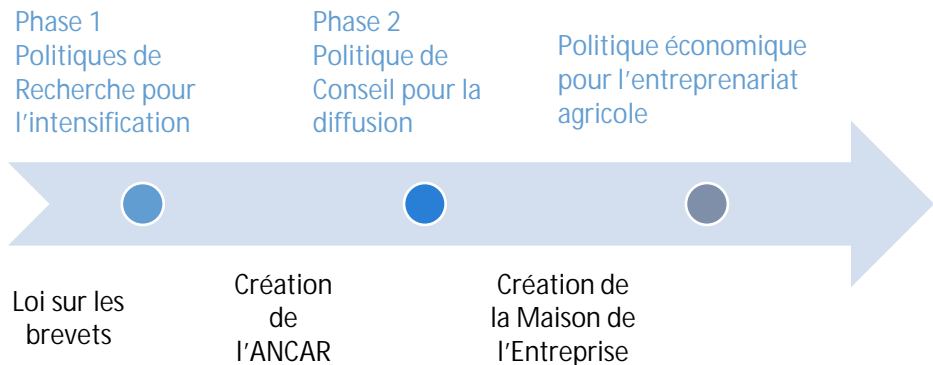 Phase 1
Politiques de
Recherche pour
l'intensification
Phase 2
Politique de
Conseil pour la
diffusion
Politique économique
pour l'entreprenariat
agricole
Loi sur les
brevets
Création
de
l'ANCAR
Création de
la Maison de
l'Entreprise